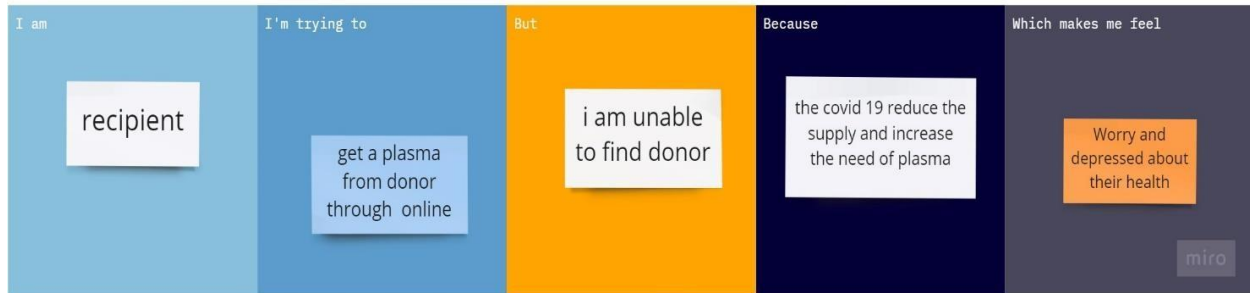 I am
recipient
I'm trying to
get a plasma
from donor
through online
But
i am unable
to find donor
Because
the covid 19 reduce the
supply and increase
the need of plasma
Which makes me feel
Worry and
depressed about
their health
miro